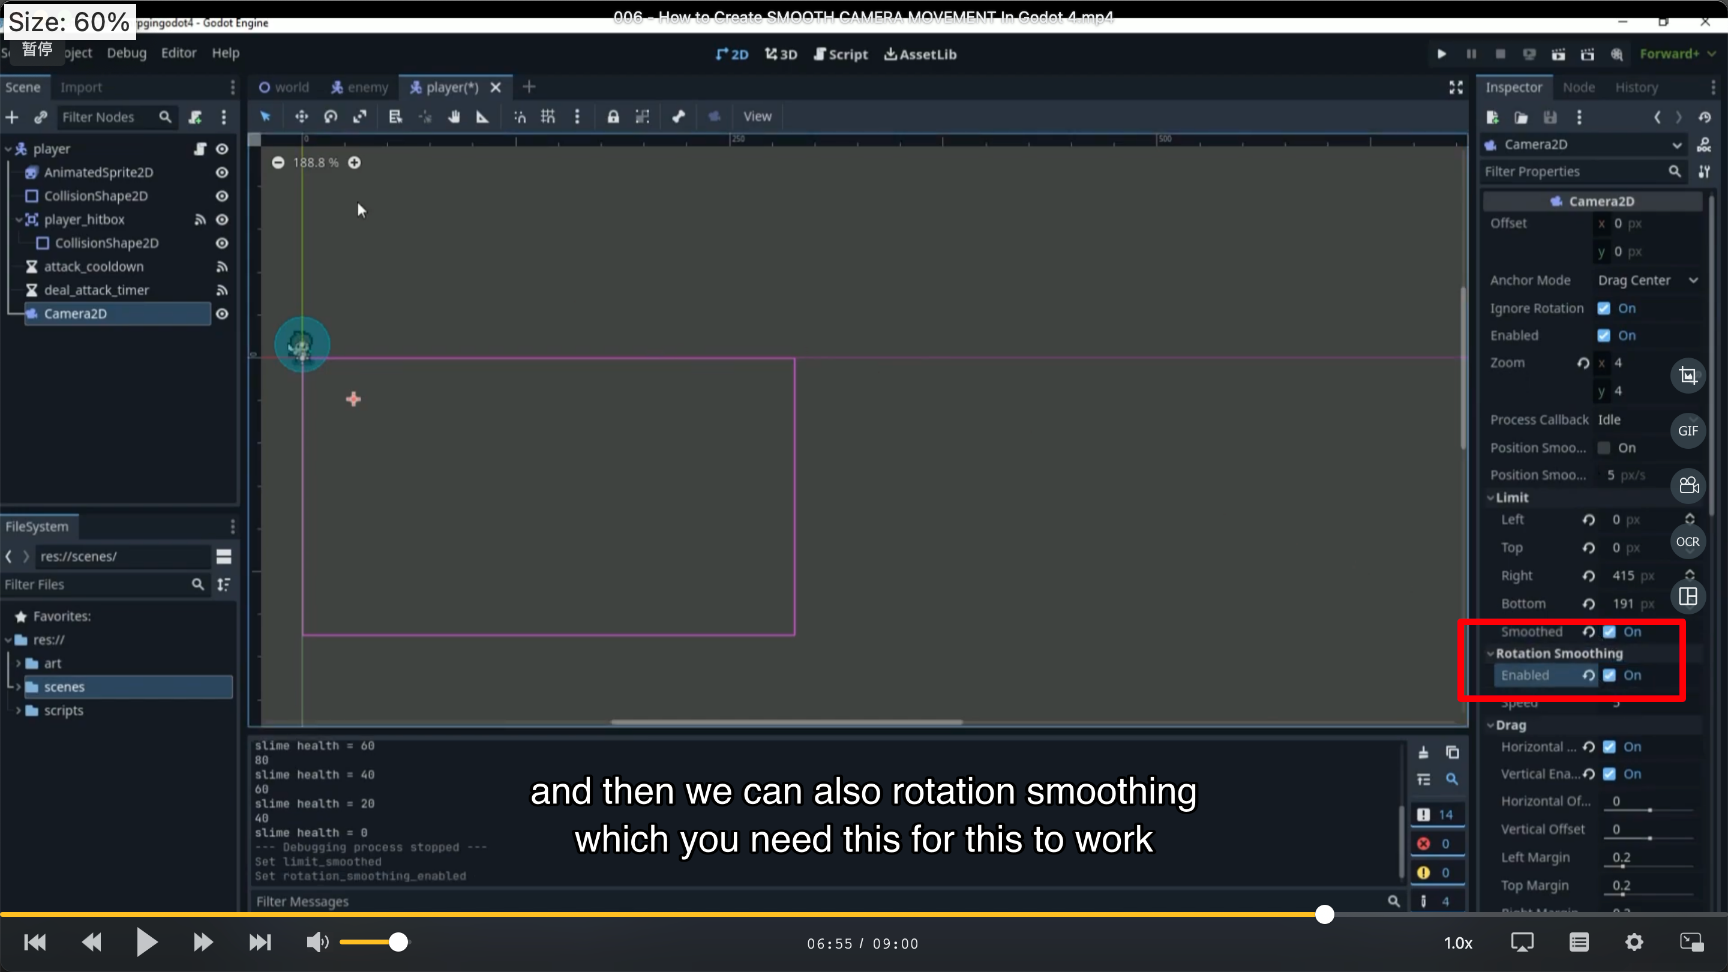 Size: 60%
暂停
rpgingodot4 - Godot Engine
006 - How to Create SMOOTH CAMERA MOVEMENT In Godot 4.mp4
Debug
Editor
Help
2D
3D
Script
AssetLib
Forward+
Scene
Import
Filter Nodes
player
AnimatedSprite2D
CollisionShape2D
player_hitbox
CollisionShape2D
attack_cooldown
deal_attack_timer
Camera2D
FileSystem
res://scenes/
Filter Files
Favorites:
res://
art
scenes
scripts
world
enemy
player(*)
View
0
250
500
188.8 %
0
slime health = 60
80
slime health = 40
60
slime health = 20
40
slime health = 0
--- Debugging process stopped ---
Set limit_smoothed
Set rotation_smoothing_enabled
Filter Messages
14
0
0
4
and then we can also rotation smoothing
which you need this for this to work
Inspector
Node
History
Camera2D
Filter Properties
Camera2D
Offset x 0 px
y 0 px
Anchor Mode Drag Center
Ignore Rotation On
Enabled On
Zoom x 4
y 4
Process Callback Idle
Position Smoo... On
Position Smoo... 5 px/s
Limit
Left 0 px
Top 0 px
Right 415 px
Bottom 191 px
Smoothed On
Rotation Smoothing
Enabled On
Speed 5
Drag
Horizontal ... On
Vertical Ena... On
Horizontal Of... 0
Vertical Offset 0
Left Margin 0.2
Top Margin 0.2
Right Margin 0.2
GIF
OCR
06:55 / 09:00
1.0x